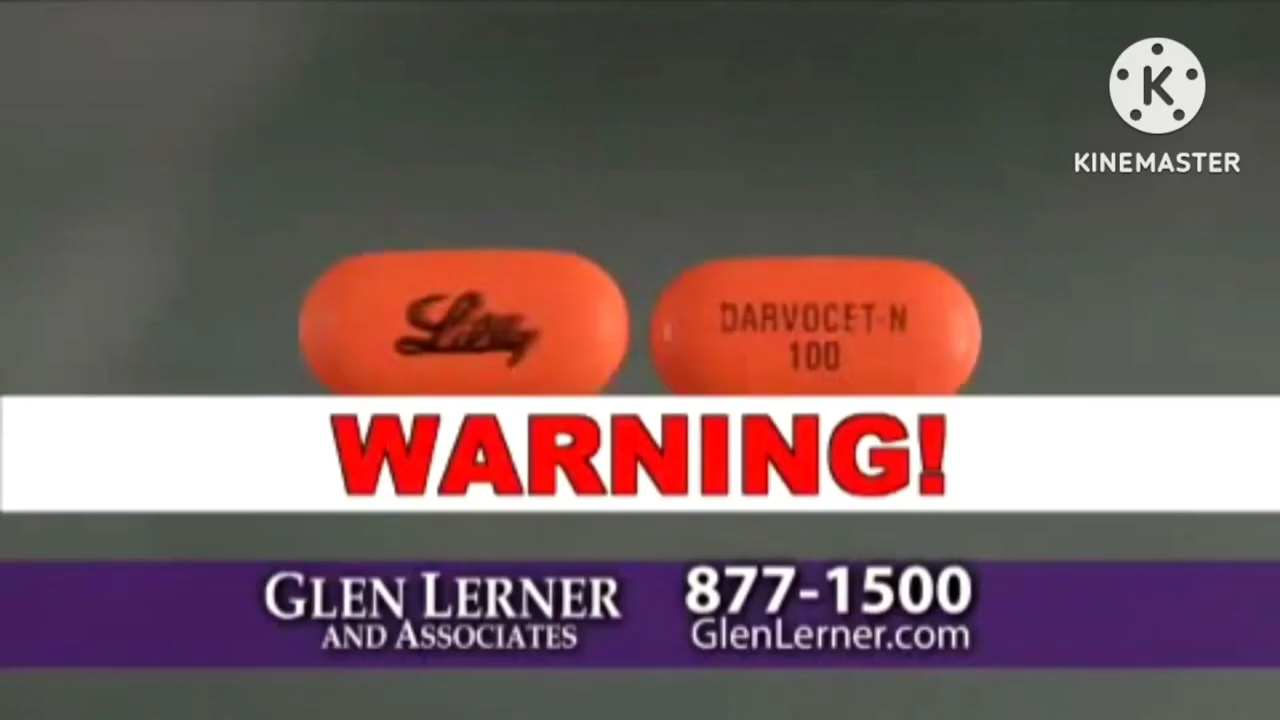 K
KINEMASTER
Lilly
DARVOCET-N
100
WARNING!
GLEN LERNER
AND ASSOCIATES
877-1500
GlenLerner.com